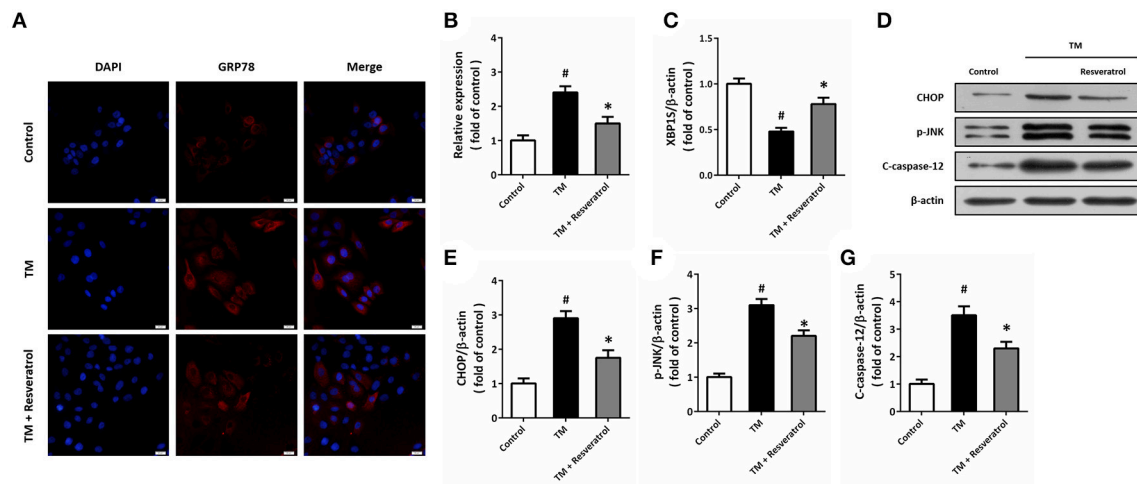 A
DAPI
GRP78
Merge
Control
TM
TM + Resveratrol
B
Relative expression
( fold of control )
4
3
2
1
0
#
*
Control
TM
TM + Resveratrol
C
XBP1S/β-actin
(fold of control )
1.5
1.0
0.5
0.0
#
*
Control
TM
TM + Resveratrol
D
TM
Control
Resveratrol
CHOP
p-JNK
C-caspase-12
β-actin
E
CHOP/β-actin
( fold of control )
4
3
2
1
0
#
*
Control
TM
TM + Resveratrol
F
p-JNK/β-actin
( fold of control )
4
3
2
1
0
#
*
Control
TM
TM + Resveratrol
G
C-caspase-12/β-actin
( fold of control )
5
4
3
2
1
0
#
*
Control
TM
TM + Resveratrol